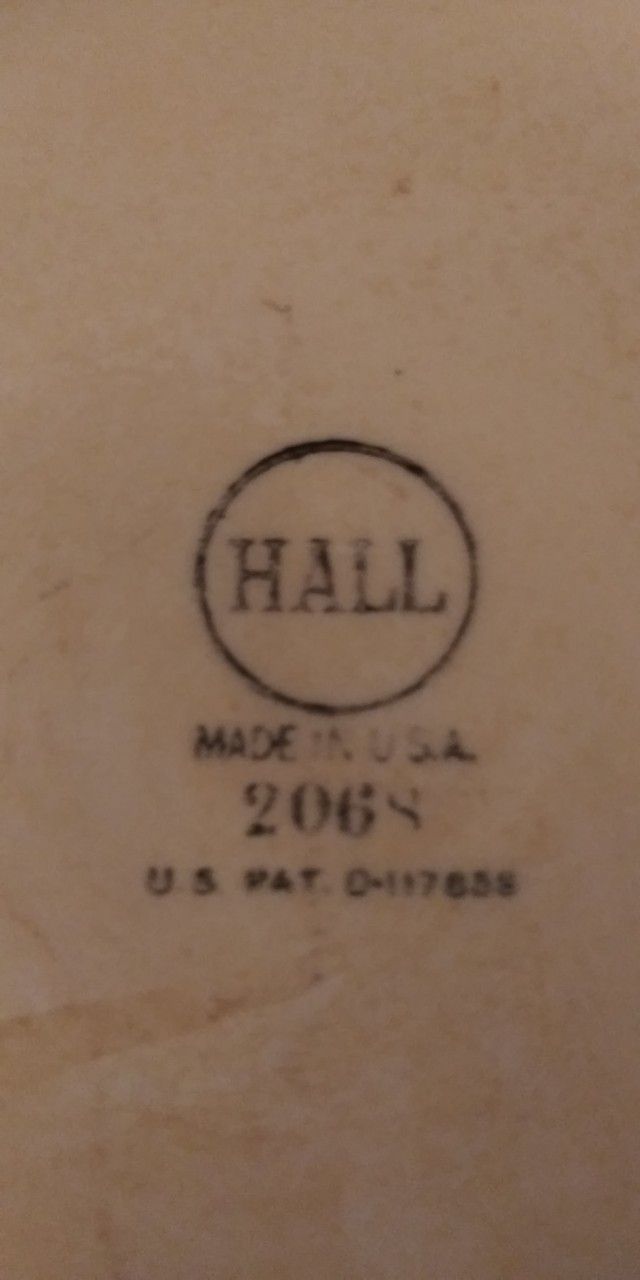 HALL
MADE IN U.S.A.
2068
U.S. PAT.